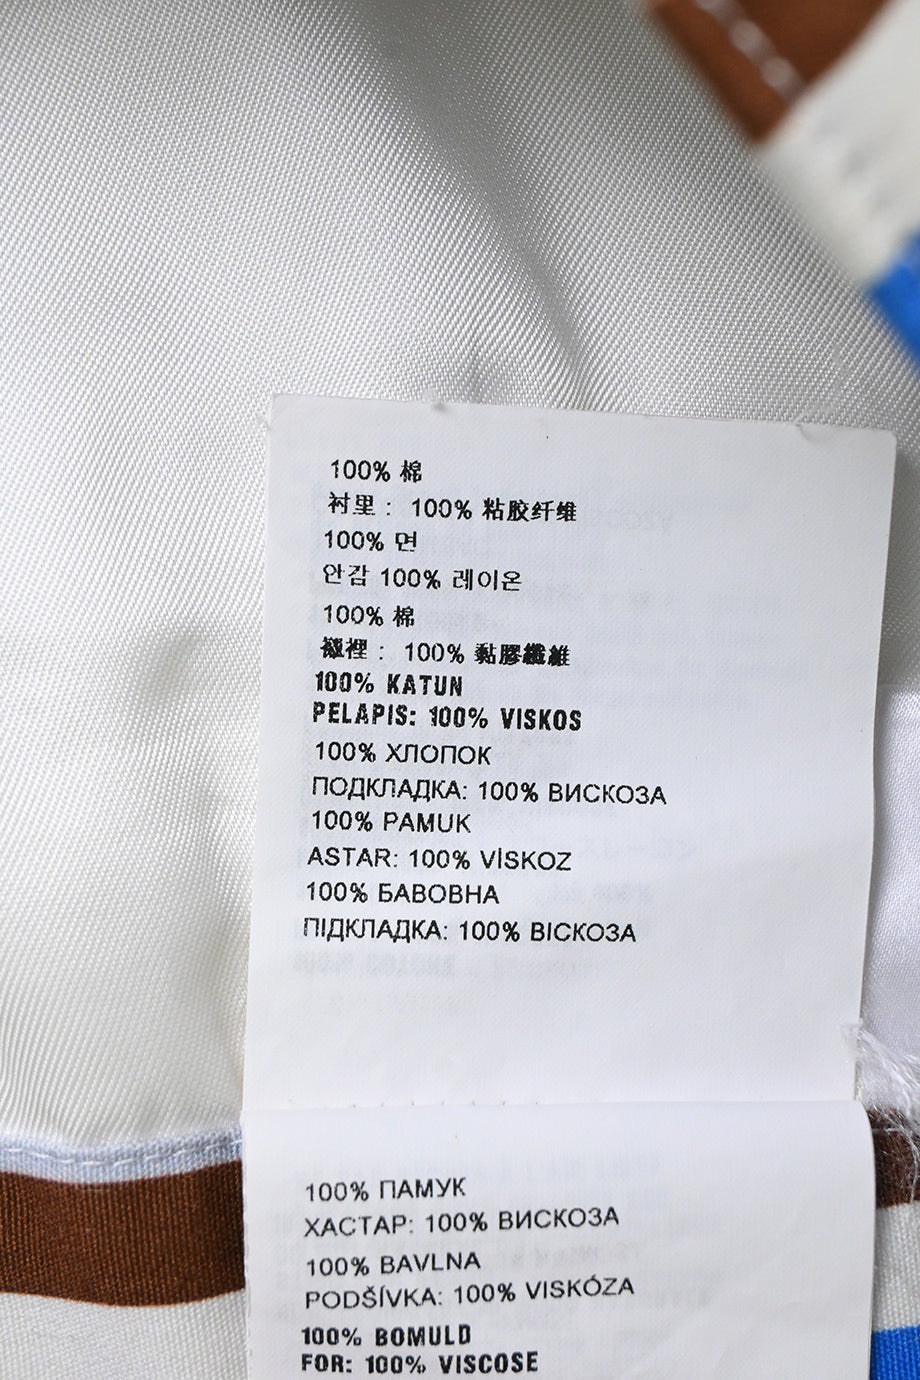 100% 棉
衬里： 100% 粘胶纤维
100% 면
안감 100% 레이온
100% 棉
襯裡： 100% 黏膠纖維
100% KATUN
PELAPIS: 100% VISKOS
100% ХЛОПОК
ПОДКЛАДКА: 100% ВИСКОЗА
100% PAMUK
ASTAR: 100% VİSKOZ
100% БАВОВНА
ПІДКЛАДКА: 100% ВІСКОЗА
100% ПАМУК
ХАСТАР: 100% ВИСКОЗА
100% BAVLNA
PODŠÍVKA: 100% VISKÓZA
100% BOMULD
FOR: 100% VISCOSE